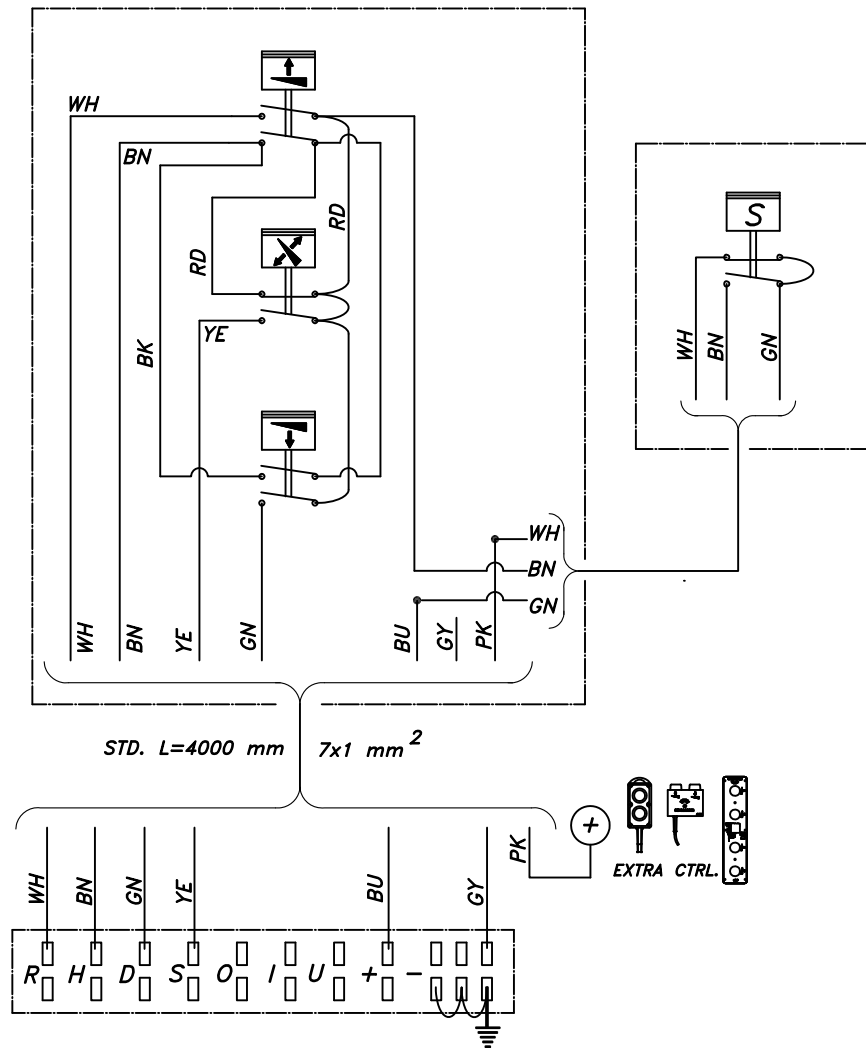 WH
BN
RD
RD
YE
BK
S
WH
BN
GN
WH
BN
GN
WH
BN
YE
GN
BU
GY
PK
STD. L=4000 mm
7x1 mm²
+
WH
BN
GN
YE
BU
GY
PK
EXTRA CTRL.
R H D S O I U + -